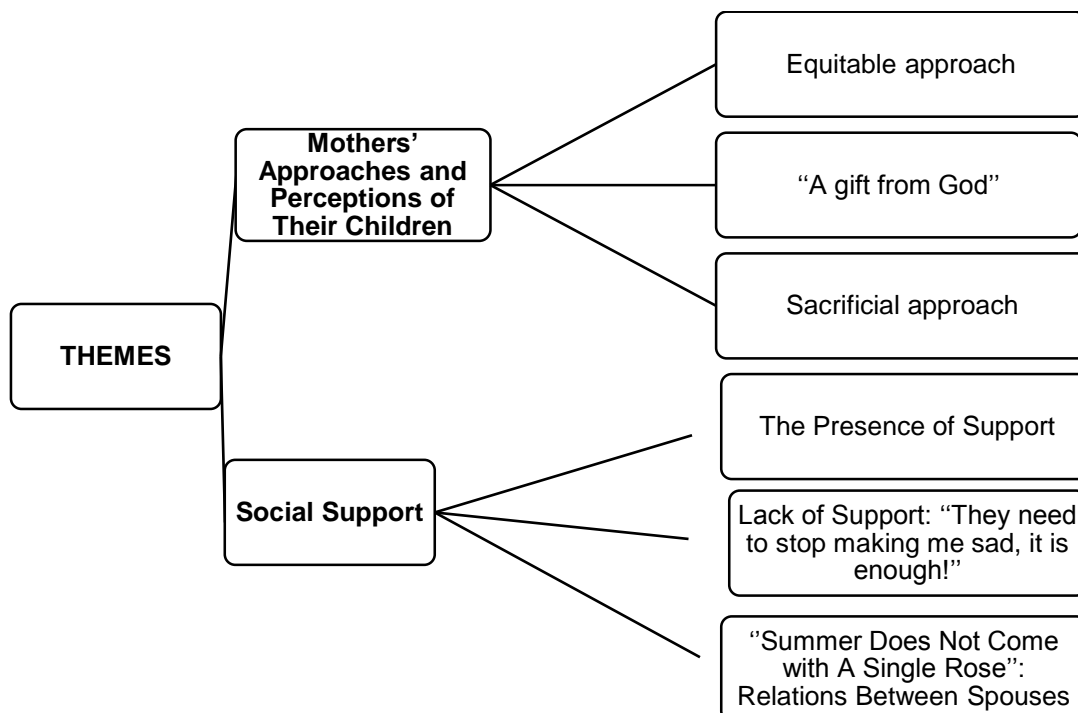 THEMES
Mothers’
Approaches and
Perceptions of
Their Children
Equitable approach
‘‘A gift from God’’
Sacrificial approach
Social Support
The Presence of Support
Lack of Support: ‘‘They need
to stop making me sad, it is
enough!’’
‘’Summer Does Not Come
with A Single Rose’’:
Relations Between Spouses